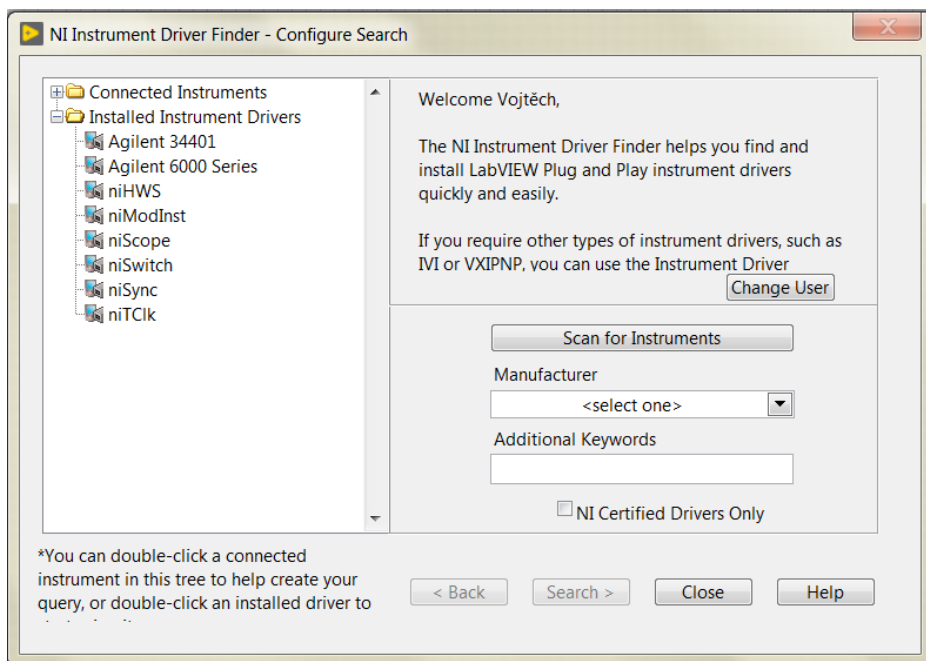 NI Instrument Driver Finder - Configure Search
Connected Instruments
Installed Instrument Drivers
Agilent 34401
Agilent 6000 Series
niHWS
niModInst
niScope
niSwitch
niSync
niTClk
Welcome Vojtěch,
The NI Instrument Driver Finder helps you find and
install LabVIEW Plug and Play instrument drivers
quickly and easily.
If you require other types of instrument drivers, such as
IVI or VXIPNP, you can use the Instrument Driver
Change User
Scan for Instruments
Manufacturer
<select one>
Additional Keywords
NI Certified Drivers Only
*You can double-click a connected
instrument in this tree to help create your
query, or double-click an installed driver to
< Back
Search >
Close
Help